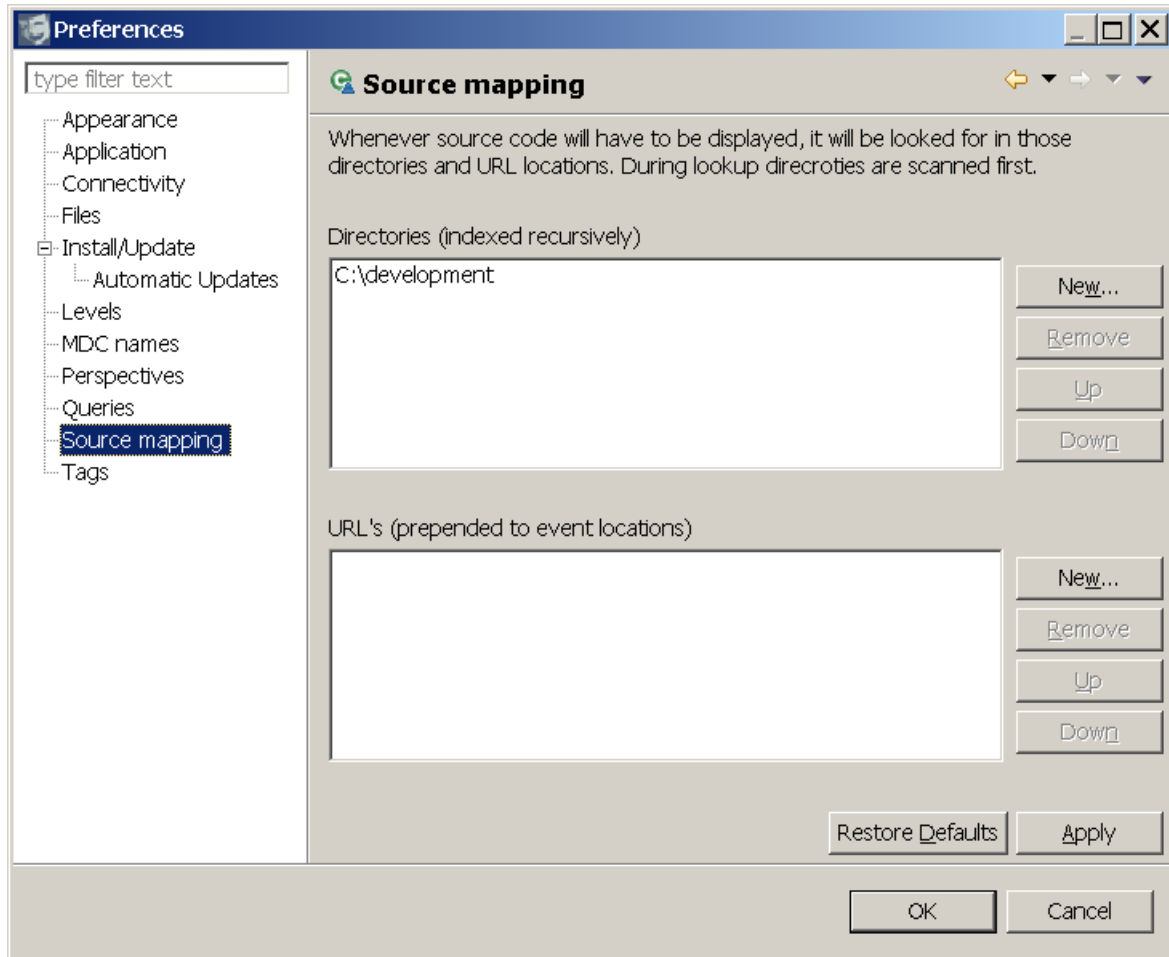 Preferences
type filter text
Appearance
Application
Connectivity
Files
Install/Update
Automatic Updates
Levels
MDC names
Perspectives
Queries
Source mapping
Tags
Source mapping
Whenever source code will have to be displayed, it will be looked for in those
directories and URL locations. During lookup direcroties are scanned first.
Directories (indexed recursively)
C:\development
New...
Remove
Up
Down
URL's (prepended to event locations)
New...
Remove
Up
Down
Restore Defaults
Apply
OK
Cancel